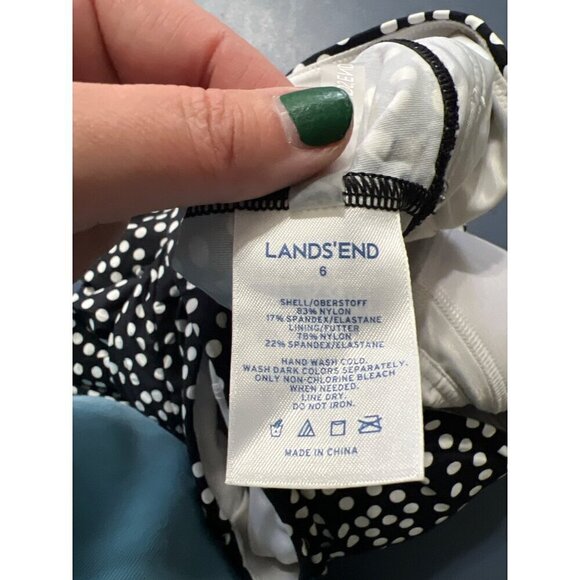 LANDS'END
6
SHELL/OBERSTOFF
83% NYLON
17% SPANDEX/ELASTANE
LINING/FUTTER
78% NYLON
22% SPANDEX/ELASTANE
HAND WASH COLD.
WASH DARK COLORS SEPARATELY.
ONLY NON-CHLORINE BLEACH
WHEN NEEDED.
LINE DRY.
DO NOT IRON.
MADE IN CHINA